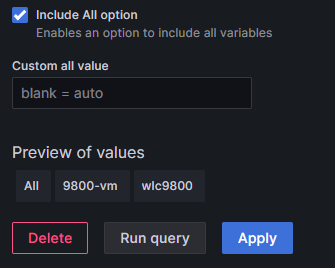 Include All option
Enables an option to include all variables
Custom all value
blank = auto
Preview of values
All 9800-vm wlc9800
Delete Run query Apply